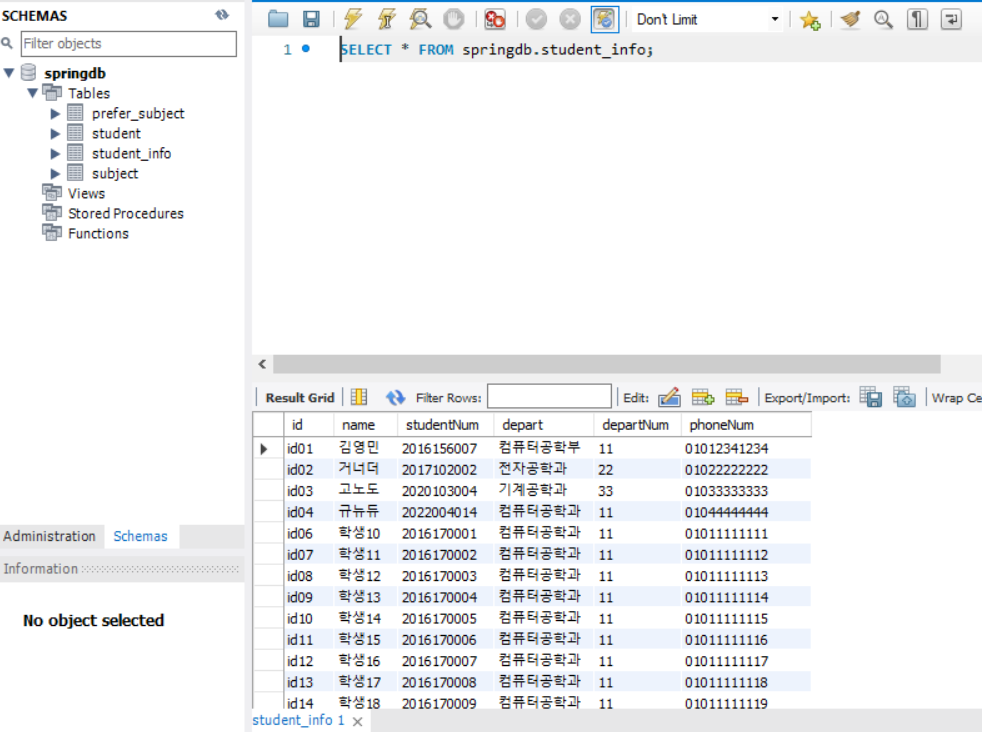 SCHEMAS
Filter objects
springdb
Tables
prefer_subject
student
student_info
subject
Views
Stored Procedures
Functions
Administration Schemas
Information
No object selected
Don't Limit
1 SELECT * FROM springdb.student_info;
Result Grid Filter Rows: Edit: Export/Import: Wrap Ce
id name studentNum depart departNum phoneNum
id01 김영민 2016156007 컴퓨터공학부 11 01012341234
id02 거너더 2017102002 전자공학과 22 01022222222
id03 고노도 2020103004 기계공학과 33 01033333333
id04 규뉴듀 2022004014 컴퓨터공학과 11 01044444444
id06 학생10 2016170001 컴퓨터공학과 11 01011111111
id07 학생11 2016170002 컴퓨터공학과 11 01011111112
id08 학생12 2016170003 컴퓨터공학과 11 01011111113
id09 학생13 2016170004 컴퓨터공학과 11 01011111114
id10 학생14 2016170005 컴퓨터공학과 11 01011111115
id11 학생15 2016170006 컴퓨터공학과 11 01011111116
id12 학생16 2016170007 컴퓨터공학과 11 01011111117
id13 학생17 2016170008 컴퓨터공학과 11 01011111118
id14 학생18 2016170009 컴퓨터공학과 11 01011111119
student_info 1